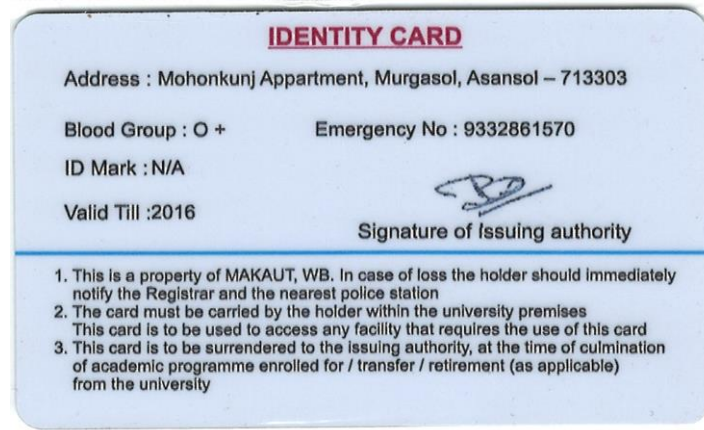 IDENTITY CARD
Address : Mohonkunj Appartment, Murgasol, Asansol – 713303
Blood Group : O + Emergency No : 9332861570
ID Mark : N/A
Valid Till :2016
Signature of Issuing authority
1. This is a property of MAKAUT, WB. In case of loss the holder should immediately
notify the Registrar and the nearest police station
2. The card must be carried by the holder within the university premises
This card is to be used to access any facility that requires the use of this card
3. This card is to be surrendered to the issuing authority, at the time of culmination
of academic programme enrolled for / transfer / retirement (as applicable)
from the university